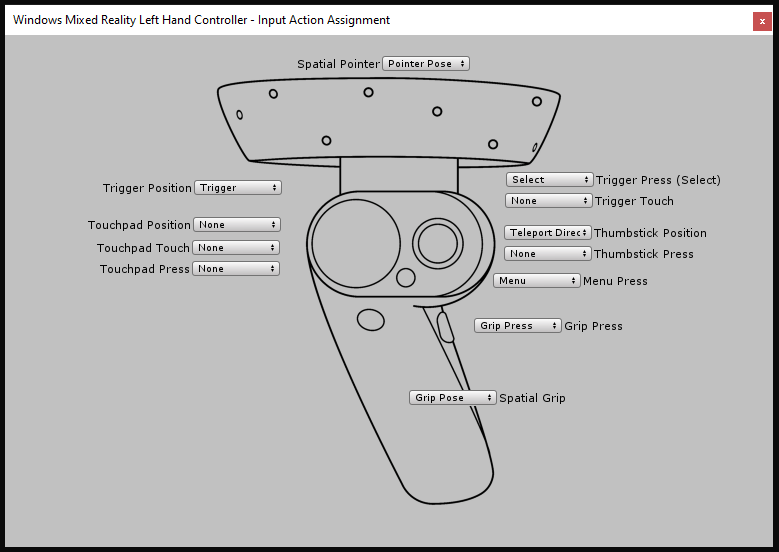 Windows Mixed Reality Left Hand Controller - Input Action Assignment
x
Spatial Pointer Pointer Pose
Trigger Position Trigger
Select Trigger Press (Select)
None Trigger Touch
Touchpad Position None
Teleport Direc Thumbstick Position
Touchpad Touch None
None Thumbstick Press
Touchpad Press None
Menu Menu Press
Grip Press Grip Press
Grip Pose Spatial Grip